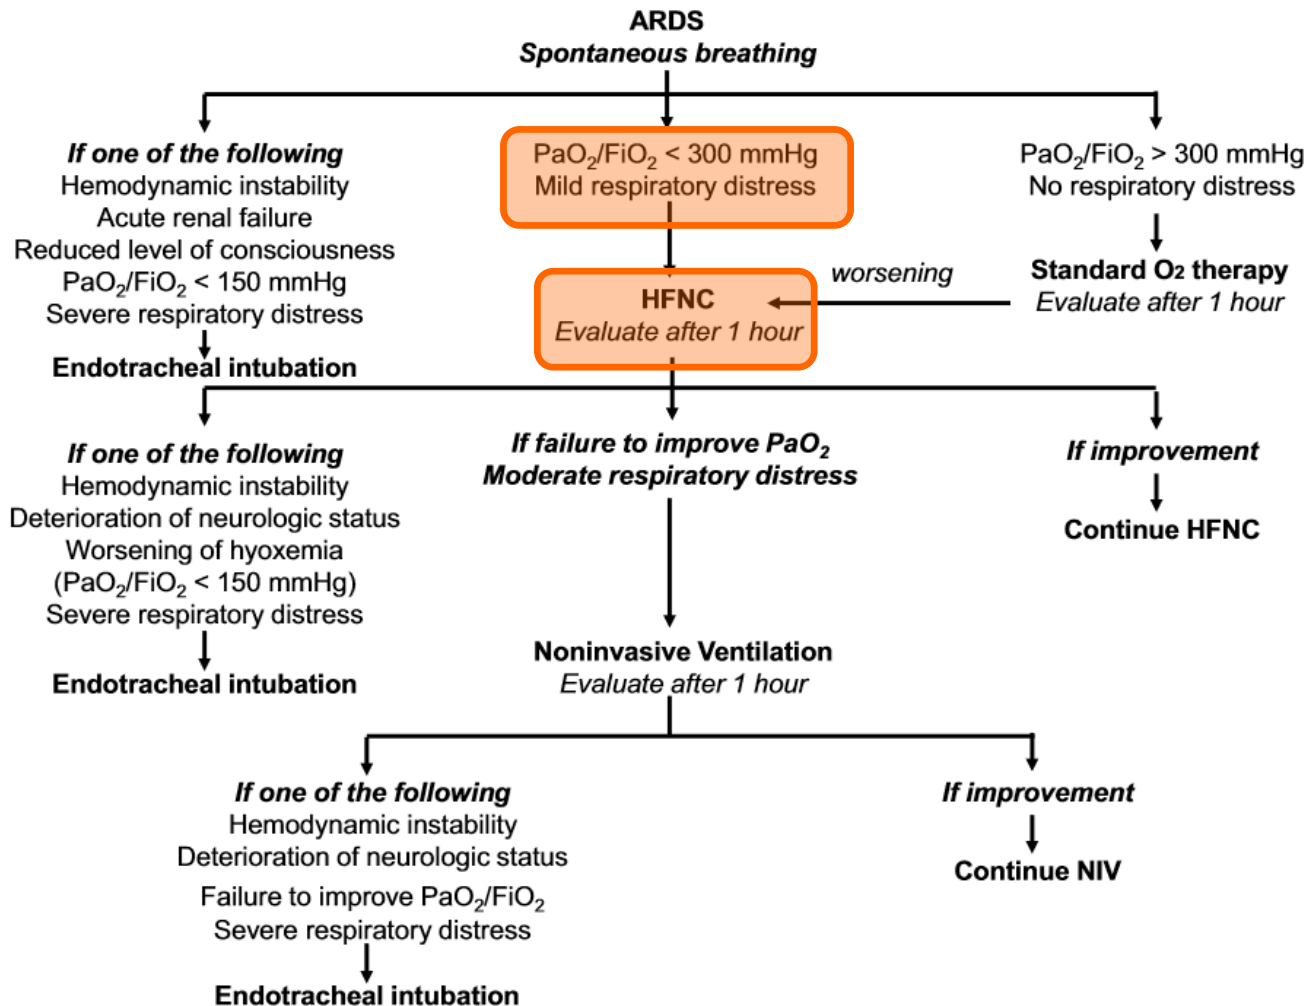 ARDS
Spontaneous breathing
If one of the following
Hemodynamic instability
Acute renal failure
Reduced level of consciousness
PaO₂/FiO₂ < 150 mmHg
Severe respiratory distress
Endotracheal intubation
PaO₂/FiO₂ < 300 mmHg
Mild respiratory distress
HFNC
Evaluate after 1 hour
PaO₂/FiO₂ > 300 mmHg
No respiratory distress
Standard O₂ therapy
Evaluate after 1 hour
worsening
If one of the following
Hemodynamic instability
Deterioration of neurologic status
Worsening of hyoxemia
(PaO₂/FiO₂ < 150 mmHg)
Severe respiratory distress
Endotracheal intubation
If failure to improve PaO₂
Moderate respiratory distress
Noninvasive Ventilation
Evaluate after 1 hour
If improvement
Continue HFNC
If one of the following
Hemodynamic instability
Deterioration of neurologic status
Failure to improve PaO₂/FiO₂
Severe respiratory distress
Endotracheal intubation
If improvement
Continue NIV